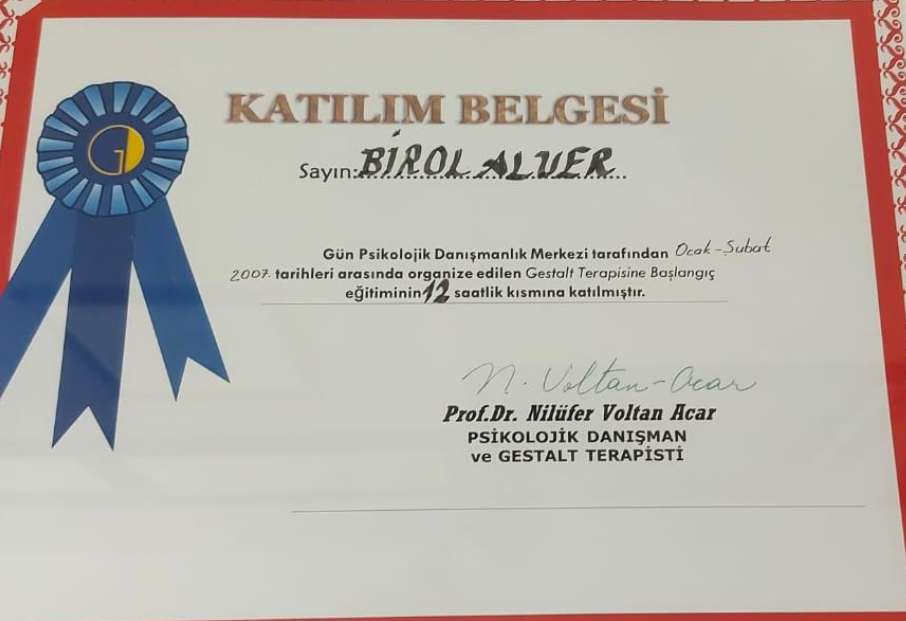 KATILIM BELGESİ
Sayın: BİROL ALVER
Gün Psikolojik Danışmanlık Merkezi tarafından Ocak-Şubat
2007 tarihleri arasında organize edilen Gestalt Terapisine Başlangıç
eğitiminin 12 saatlik kısmına katılmıştır.
N. Voltan-Acar
Prof.Dr. Nilüfer Voltan Acar
PSİKOLOJİK DANIŞMAN
ve GESTALT TERAPİSTİ